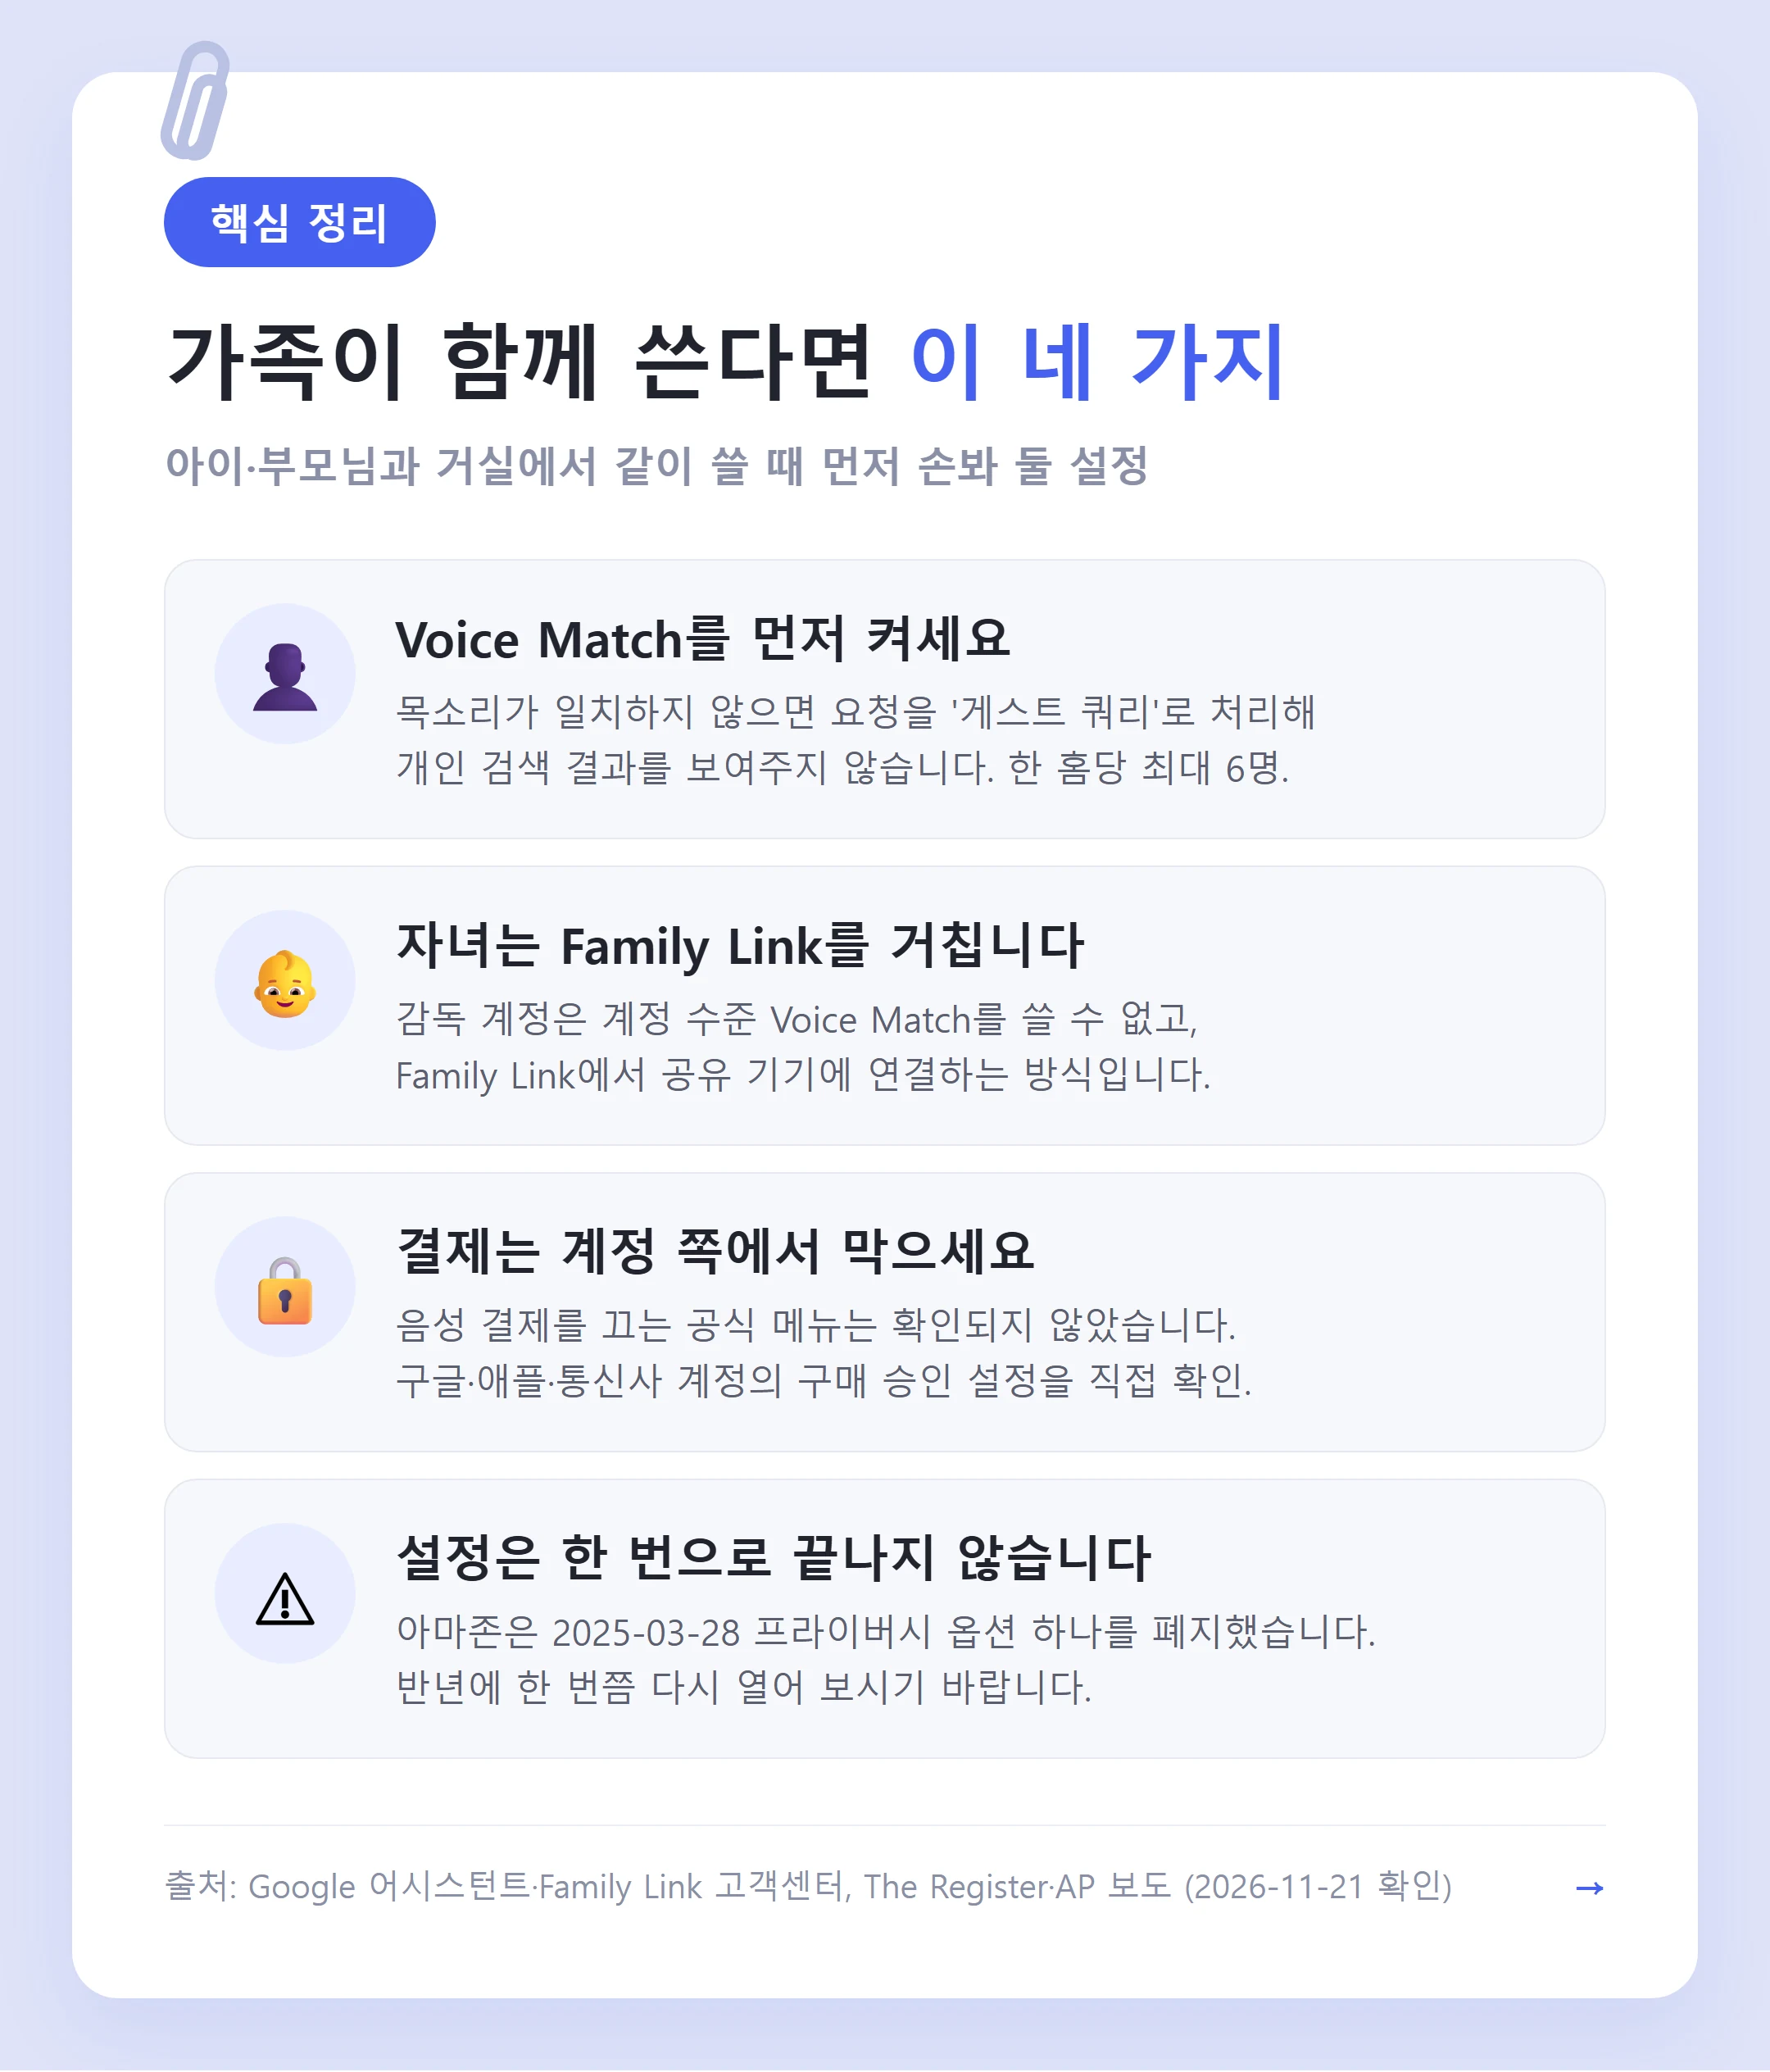 핵심 정리
가족이 함께 쓴다면 이 네 가지
아이·부모님과 거실에서 같이 쓸 때 먼저 손봐 둘 설정
Voice Match를 먼저 켜세요
목소리가 일치하지 않으면 요청을 '게스트 쿼리'로 처리해
개인 검색 결과를 보여주지 않습니다. 한 홈당 최대 6명.
자녀는 Family Link를 거칩니다
감독 계정은 계정 수준 Voice Match를 쓸 수 없고,
Family Link에서 공유 기기에 연결하는 방식입니다.
결제는 계정 쪽에서 막으세요
음성 결제를 끄는 공식 메뉴는 확인되지 않았습니다.
구글·애플·통신사 계정의 구매 승인 설정을 직접 확인.
설정은 한 번으로 끝나지 않습니다
아마존은 2025-03-28 프라이버시 옵션 하나를 폐지했습니다.
반년에 한 번쯤 다시 열어 보시기 바랍니다.
출처: Google 어시스턴트·Family Link 고객센터, The Register·AP 보도 (2026-11-21 확인) →